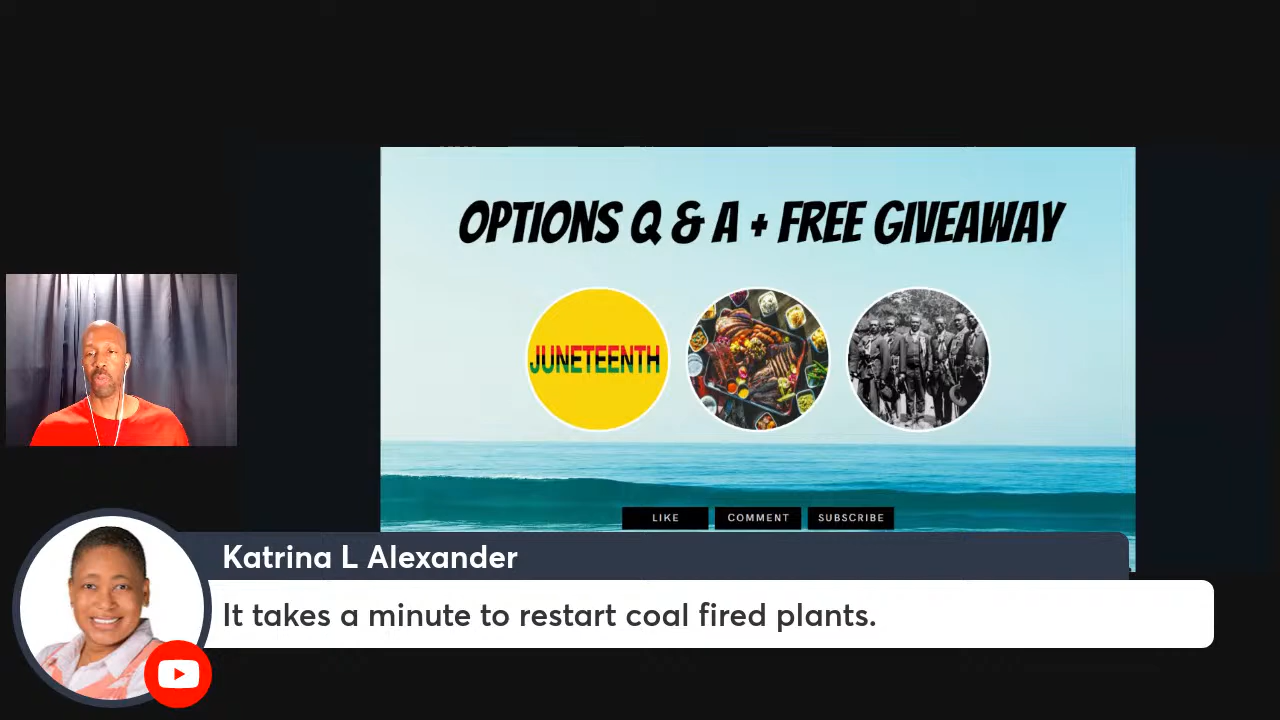 OPTIONS Q & A + FREE GIVEAWAY
JUNETEENTH
LIKE
COMMENT
SUBSCRIBE
Katrina L Alexander
It takes a minute to restart coal fired plants.